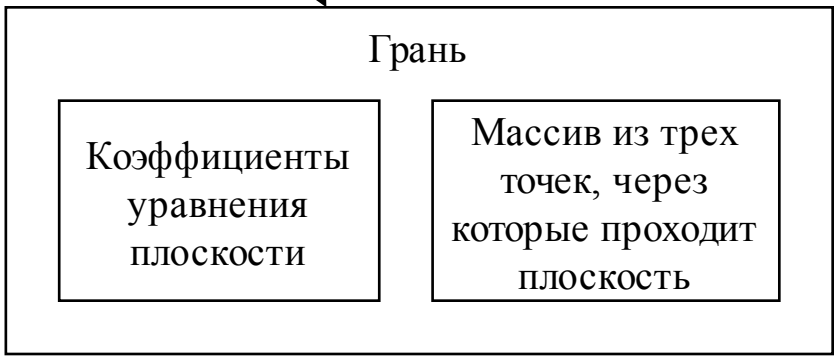 Грань
Коэффициенты
уравнения
плоскости
Массив из трех
точек, через
которые проходит
плоскость